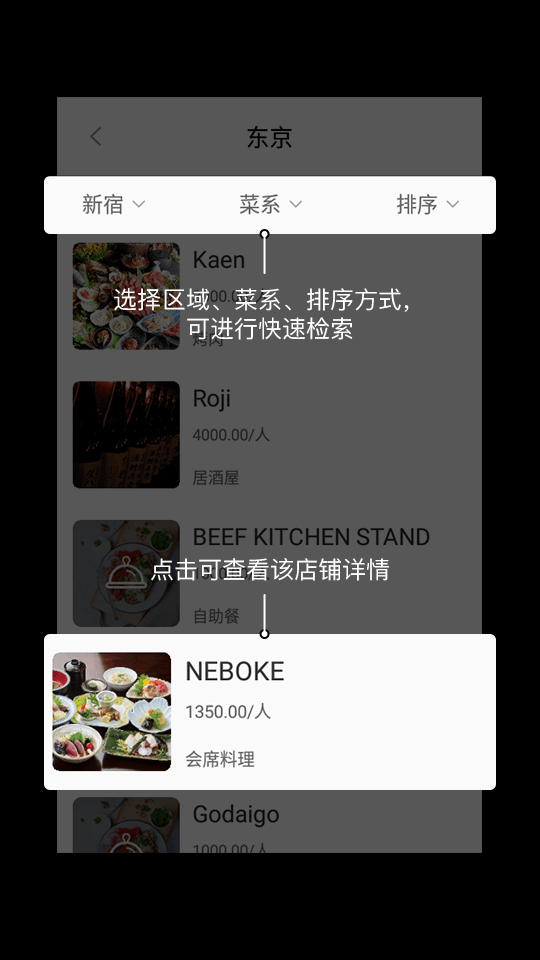 东京
新宿
菜系
排序
Kaen
选择区域、菜系、排序方式，
可进行快速检索
烤肉
Roji
4000.00/人
居酒屋
BEEF KITCHEN STAND
点击可查看该店铺详情
自助餐
NEBOKE
1350.00/人
会席料理
Godaigo
1000.00/人